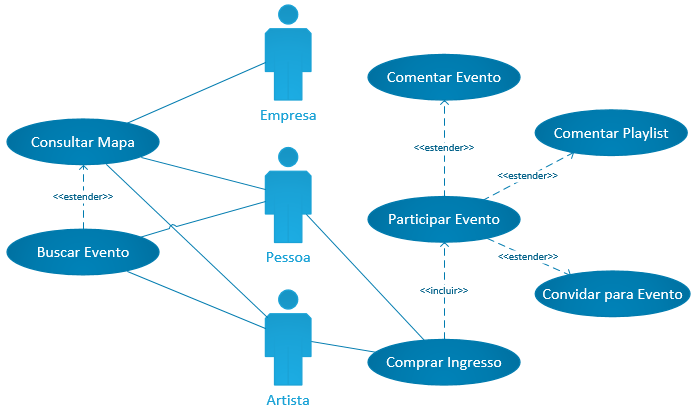 Empresa
Comentar Evento
Consultar Mapa
Comentar Playlist
<<estender>>
<<estender>>
<<estender>>
Participar Evento
Pessoa
Buscar Evento
<<estender>>
<<incluir>>
Convidar para Evento
Comprar Ingresso
Artista